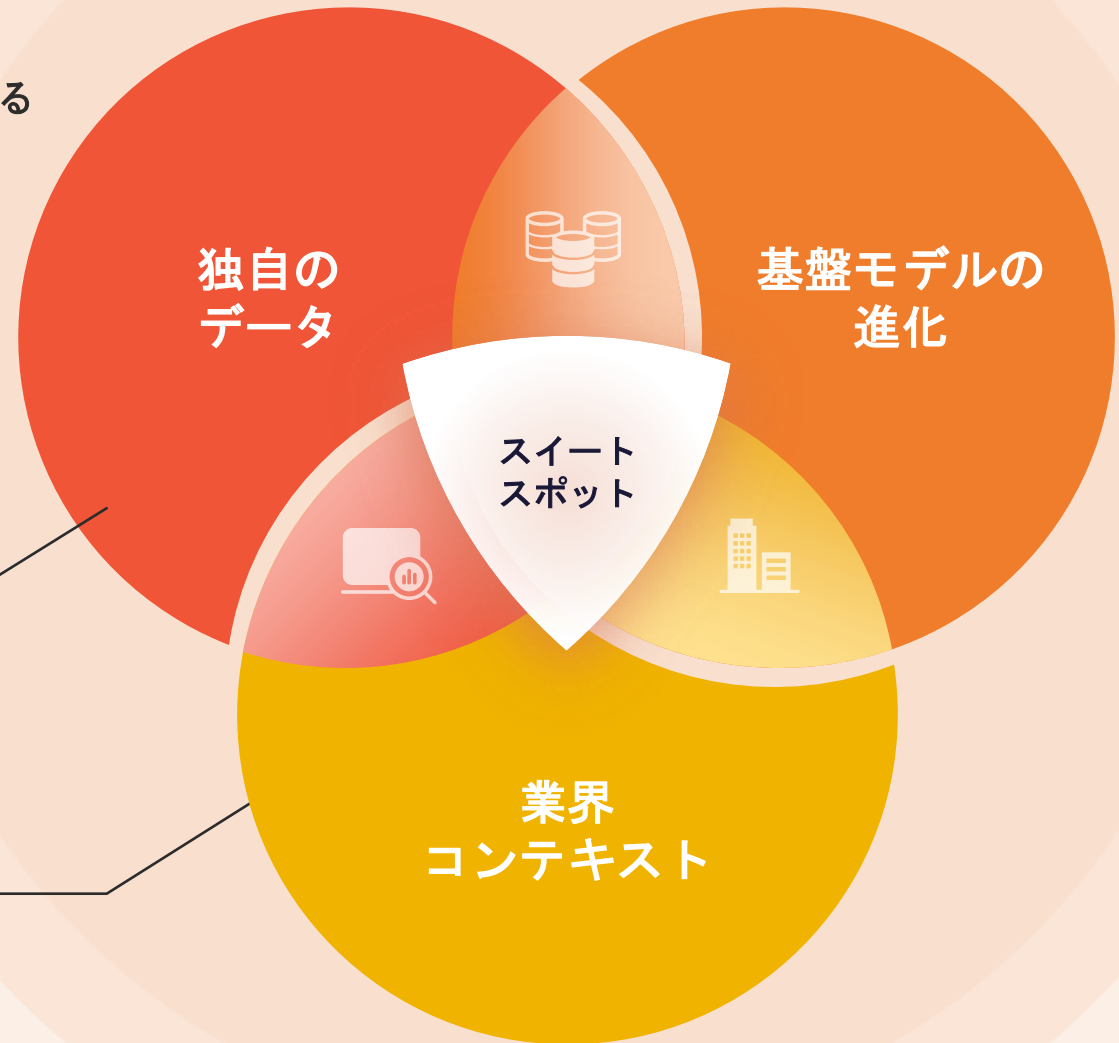 る
独自の
データ
基盤モデルの
進化
スイート
スポット
業界
コンテキスト